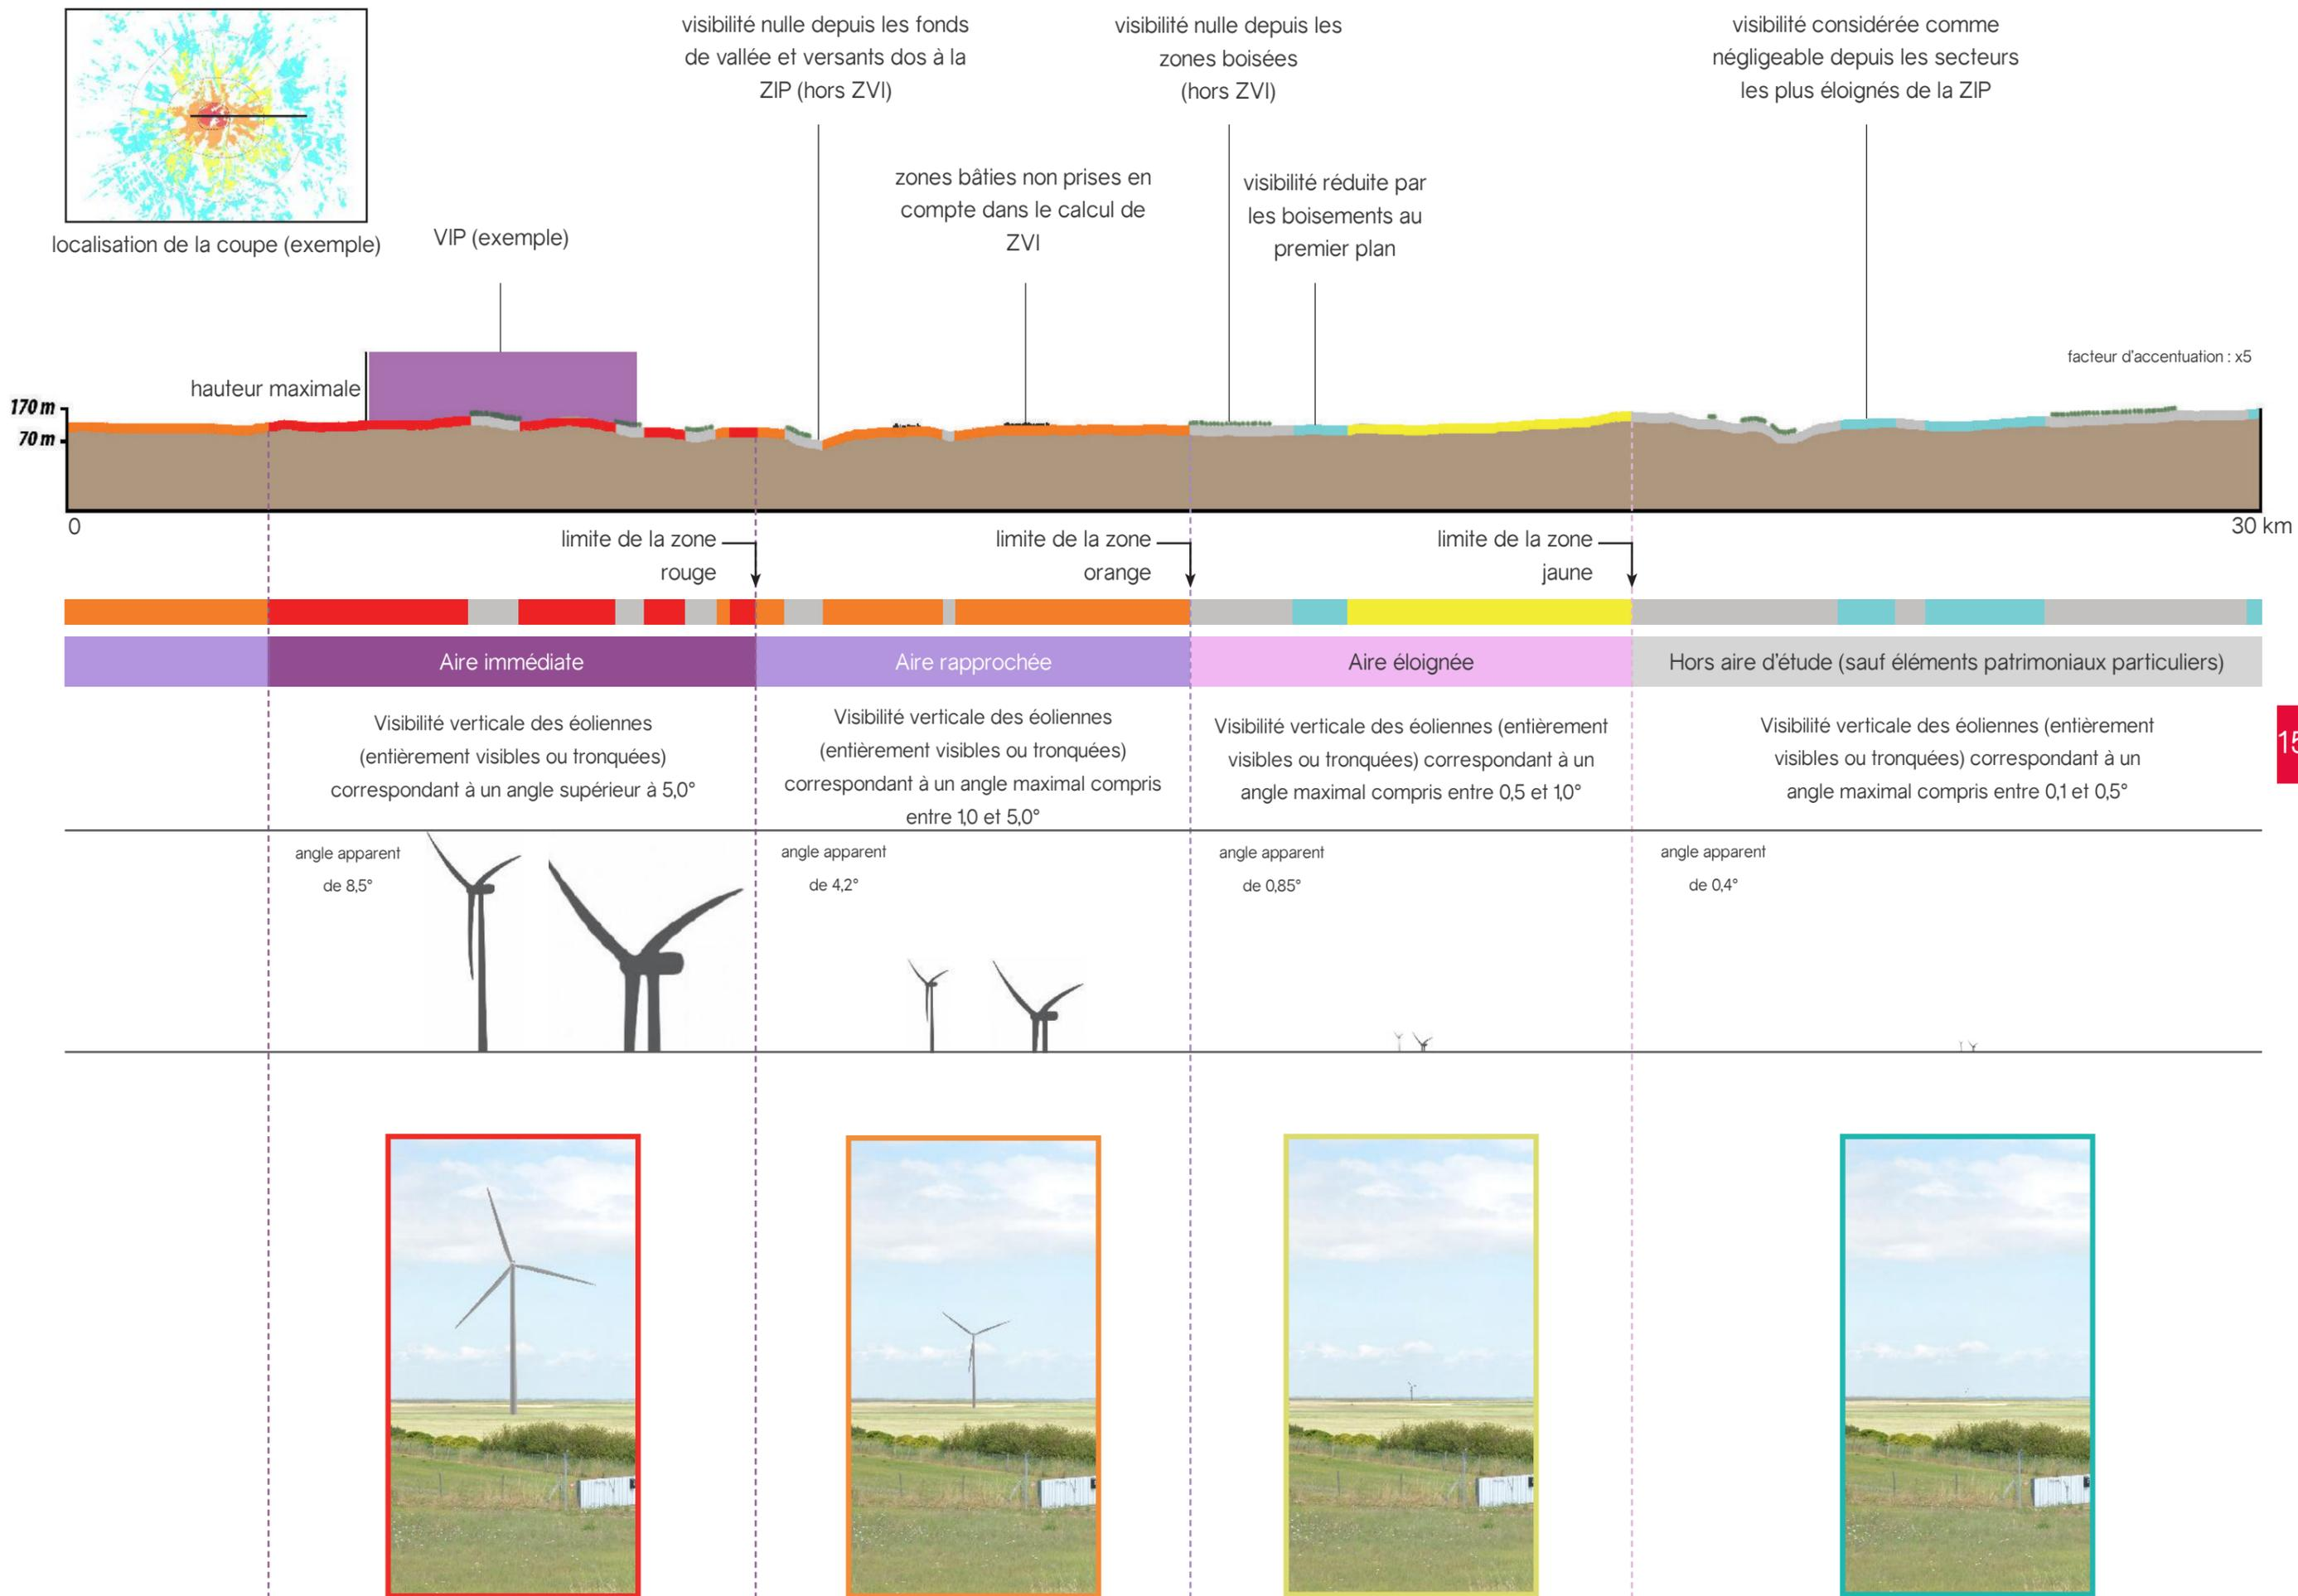 visibilité nulle depuis les fonds
de vallée et versants dos à la
ZIP (hors ZVI)
visibilité nulle depuis les
zones boisées
(hors ZVI)
visibilité considérée comme
négligeable depuis les secteurs
les plus éloignés de la ZIP
zones bâties non prises en
compte dans le calcul de
ZVI
visibilité réduite par
les boisements au
premier plan
localisation de la coupe (exemple)
VIP (exemple)
facteur d'accentuation : x5
hauteur maximale
170 m
70 m
0
30 km
limite de la zone
rouge
limite de la zone
orange
limite de la zone
jaune
Aire immédiate
Aire rapprochée
Aire éloignée
Hors aire d'étude (sauf éléments patrimoniaux particuliers)
Visibilité verticale des éoliennes
(entièrement visibles ou tronquées)
correspondant à un angle supérieur à 5,0°
Visibilité verticale des éoliennes
(entièrement visibles ou tronquées)
correspondant à un angle maximal compris
entre 1,0 et 5,0°
Visibilité verticale des éoliennes (entièrement
visibles ou tronquées) correspondant à un
angle maximal compris entre 0,5 et 1,0°
Visibilité verticale des éoliennes (entièrement
visibles ou tronquées) correspondant à un
angle maximal compris entre 0,1 et 0,5°
15
angle apparent
de 8,5°
angle apparent
de 4,2°
angle apparent
de 0,85°
angle apparent
de 0,4°